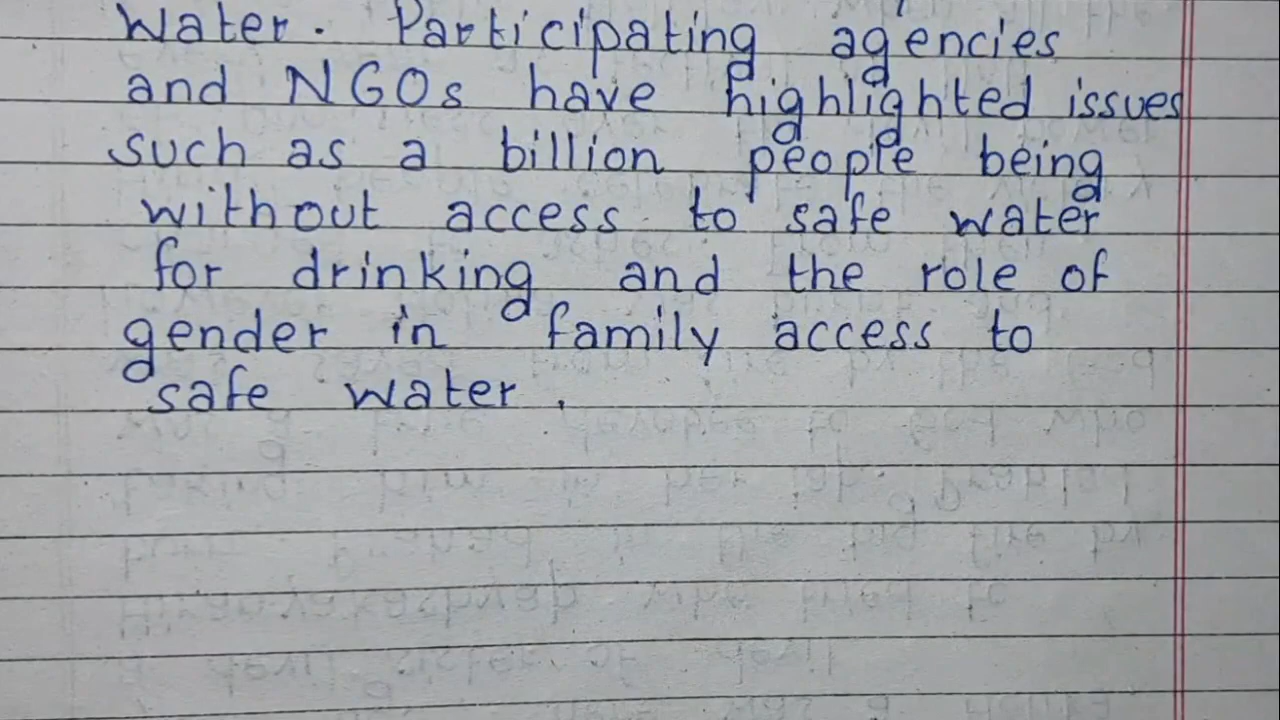 Water. Participating agencies
and NGOs have highlighted issues
such as a billion people being
without access to safe water
for drinking and the role of
gender in family access to
safe water.